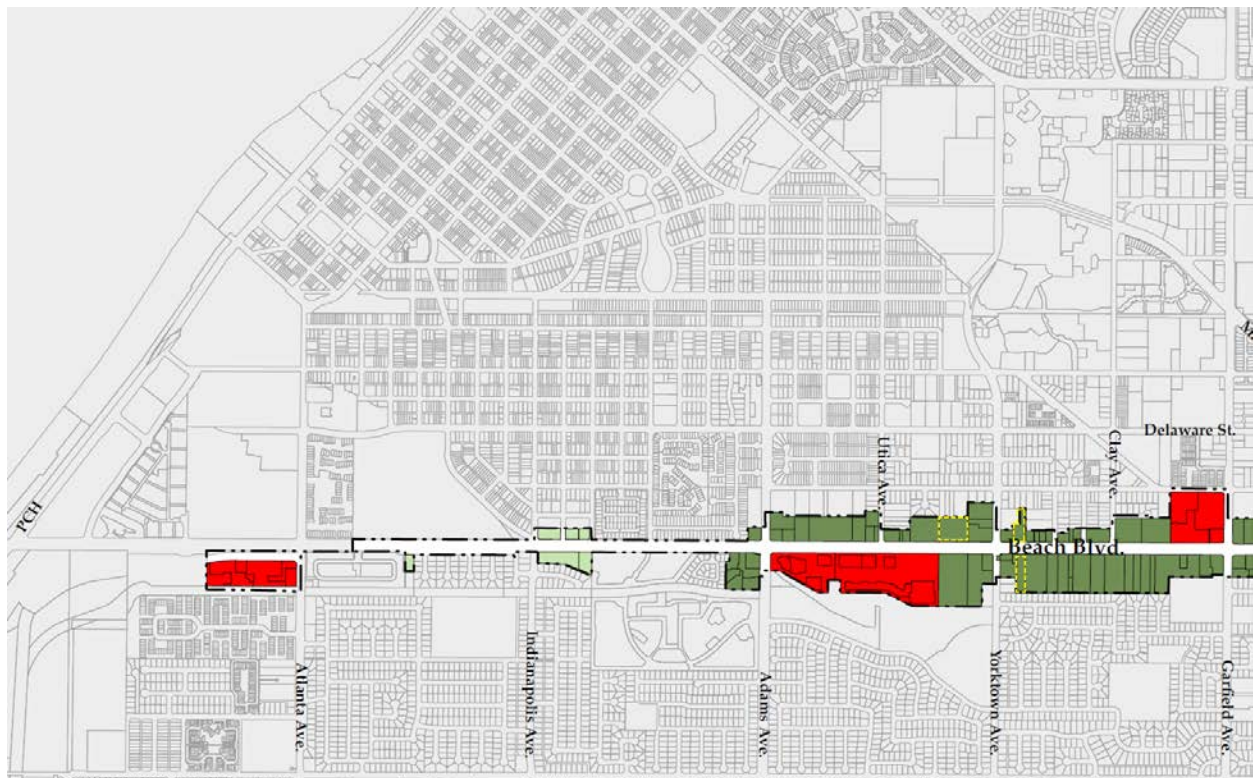 Delaware St.
Clay Ave.
Utica Ave.
PCH
Beach Blvd.
Atlanta Ave.
Indianapolis Ave.
Adams Ave.
Yorktown Ave.
Garfield Ave.